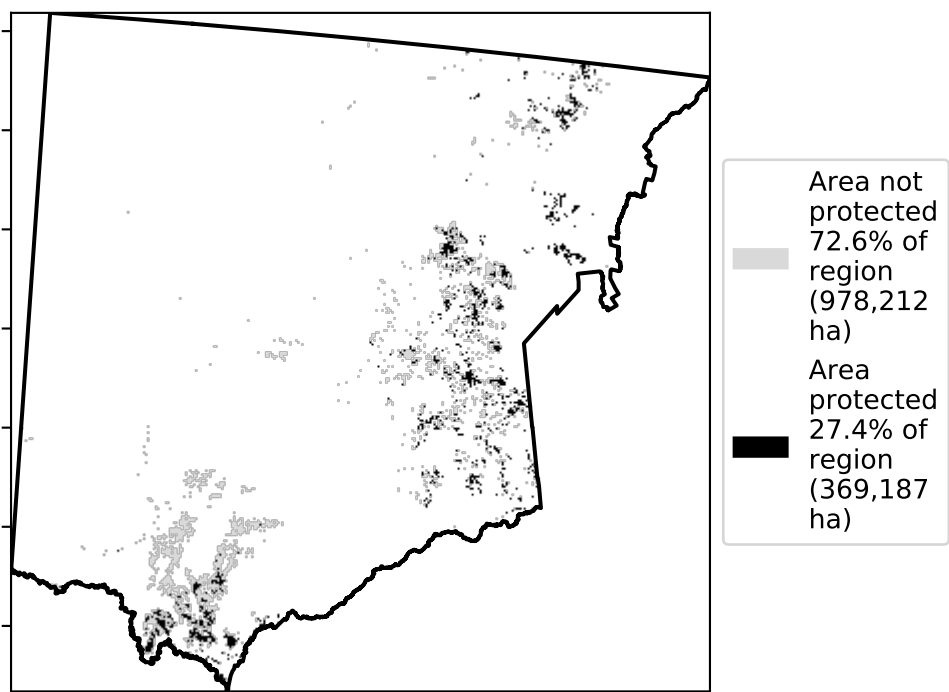 Area not
protected
72.6% of
region
(978,212
ha)
Area
protected
27.4% of
region
(369,187
ha)